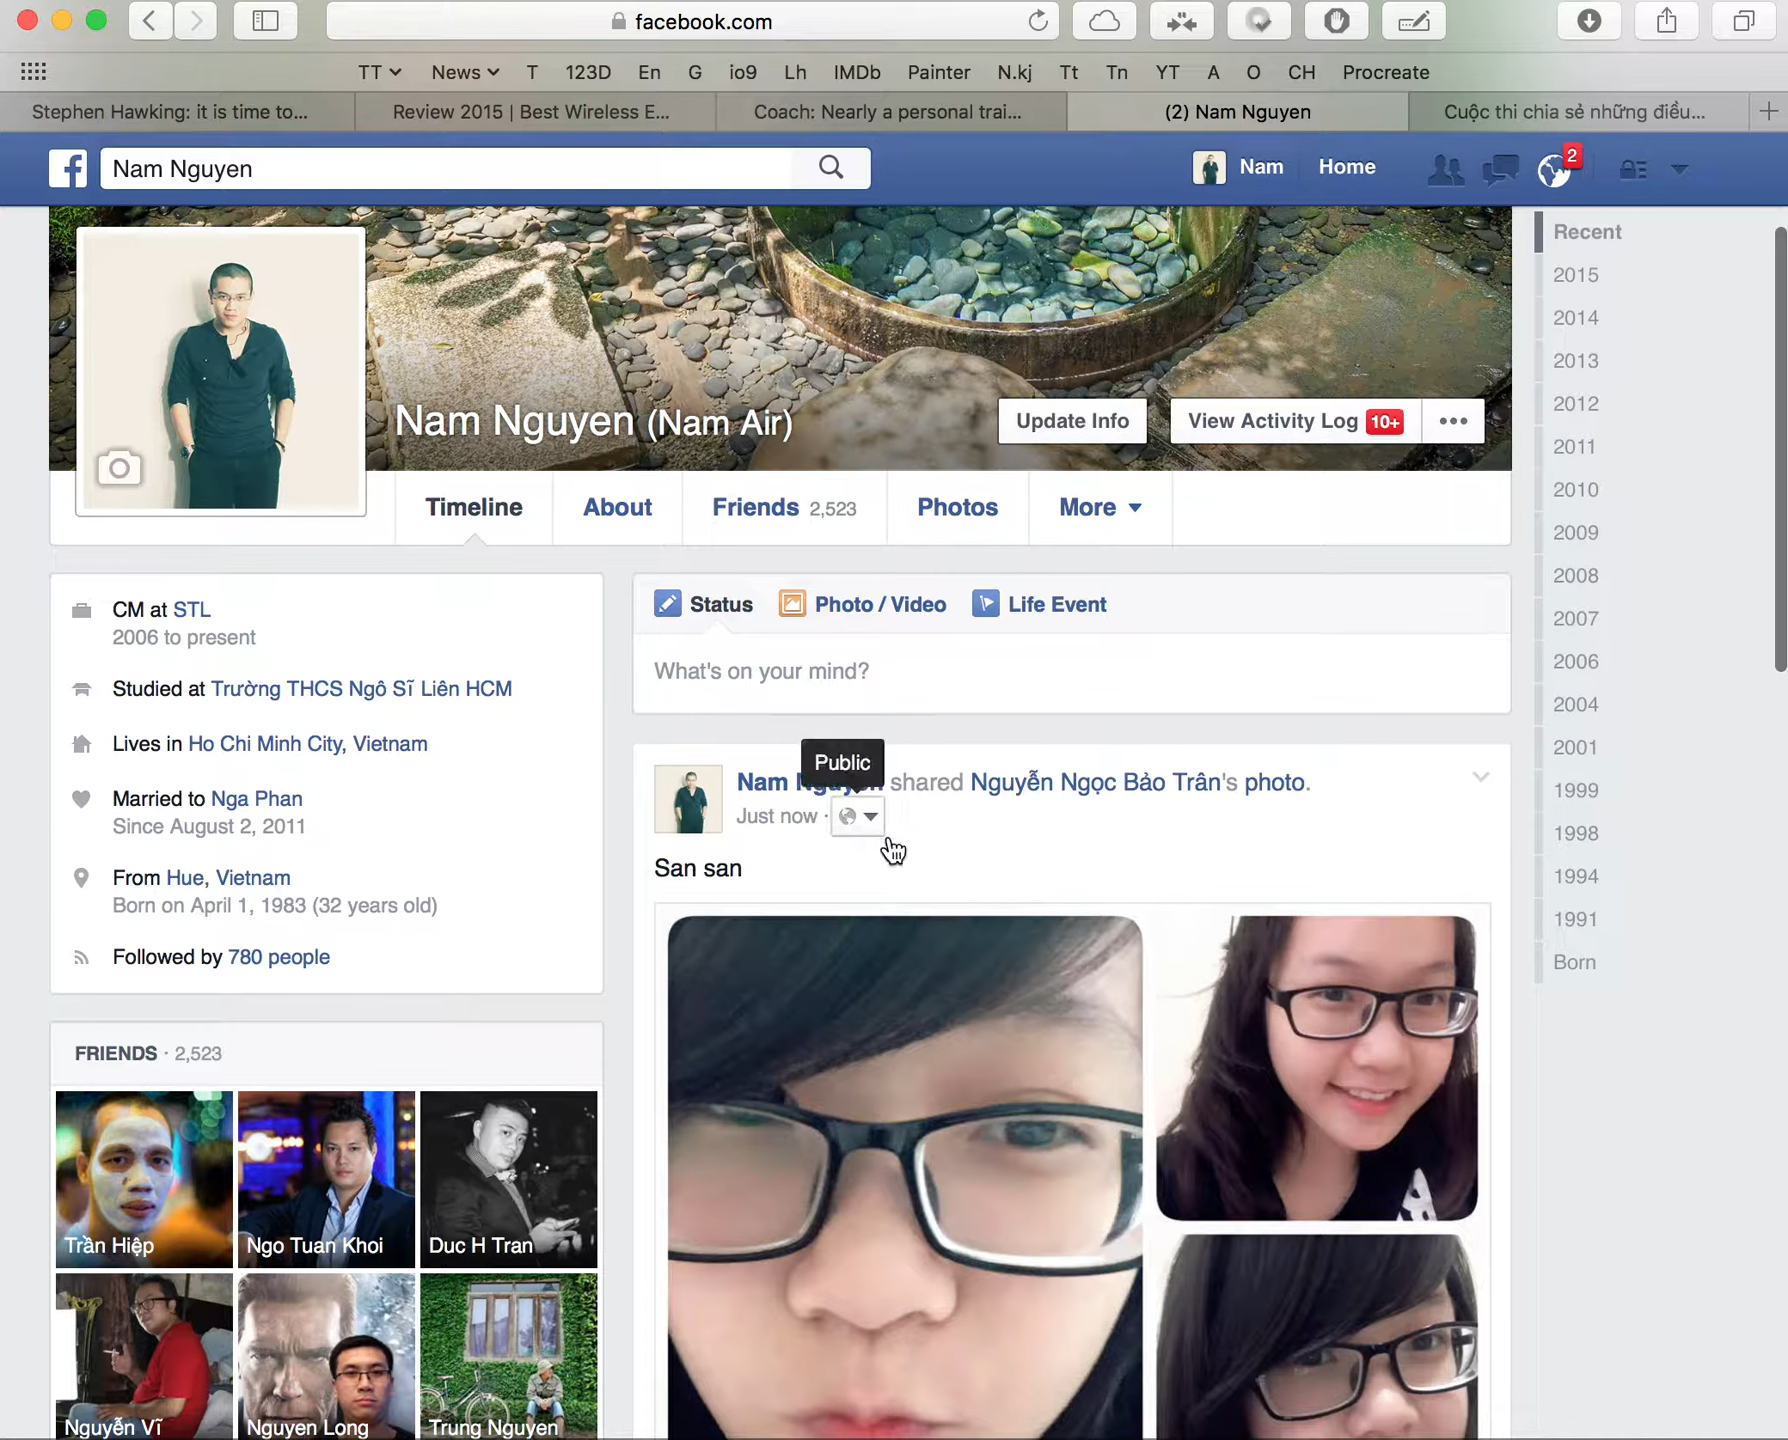 facebook.com
TT News T 123D En G io9 Lh IMDb Painter N.kj Tt Tn YT A O CH Procreate
Stephen Hawking: it is time to... Review 2015 | Best Wireless E... Coach: Nearly a personal trai... (2) Nam Nguyen Cuộc thi chia sẻ những điều...
Nam Nguyen
Nam Home 2
Nam Nguyen (Nam Air)
Update Info View Activity Log 10+
Timeline About Friends 2,523 Photos More
CM at STL
2006 to present
Studied at Trường THCS Ngô Sĩ Liên HCM
Lives in Ho Chi Minh City, Vietnam
Married to Nga Phan
Since August 2, 2011
From Hue, Vietnam
Born on April 1, 1983 (32 years old)
Followed by 780 people
FRIENDS · 2,523
Trần Hiệp Ngo Tuan Khoi Duc H Tran
Nguyễn Vĩ Nguyen Long Trung Nguyen
Status Photo / Video Life Event
What's on your mind?
Public
Nam Nguyen shared Nguyễn Ngọc Bảo Trân's photo.
Just now ·
San san
Recent
2015
2014
2013
2012
2011
2010
2009
2008
2007
2006
2004
2001
1999
1998
1994
1991
Born